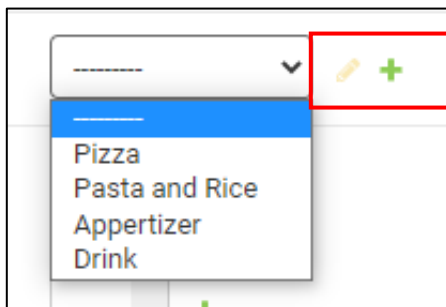 ---------
---------
Pizza
Pasta and Rice
Appertizer
Drink